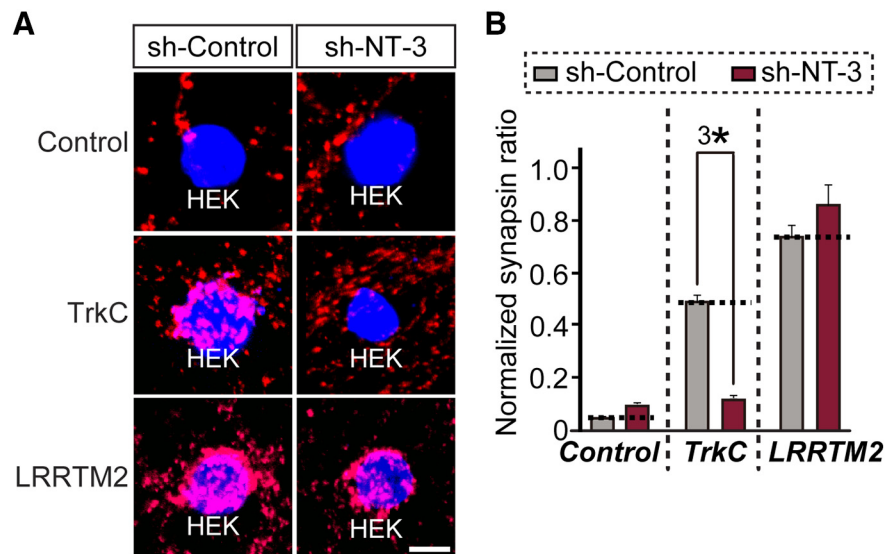 A
sh-Control
sh-NT-3
Control
HEK
HEK
TrkC
HEK
HEK
LRRTM2
HEK
HEK
B
sh-Control
sh-NT-3
3*
Normalized synapsin ratio
1.0
0.8
0.6
0.4
0.2
0
Control
TrkC
LRRTM2